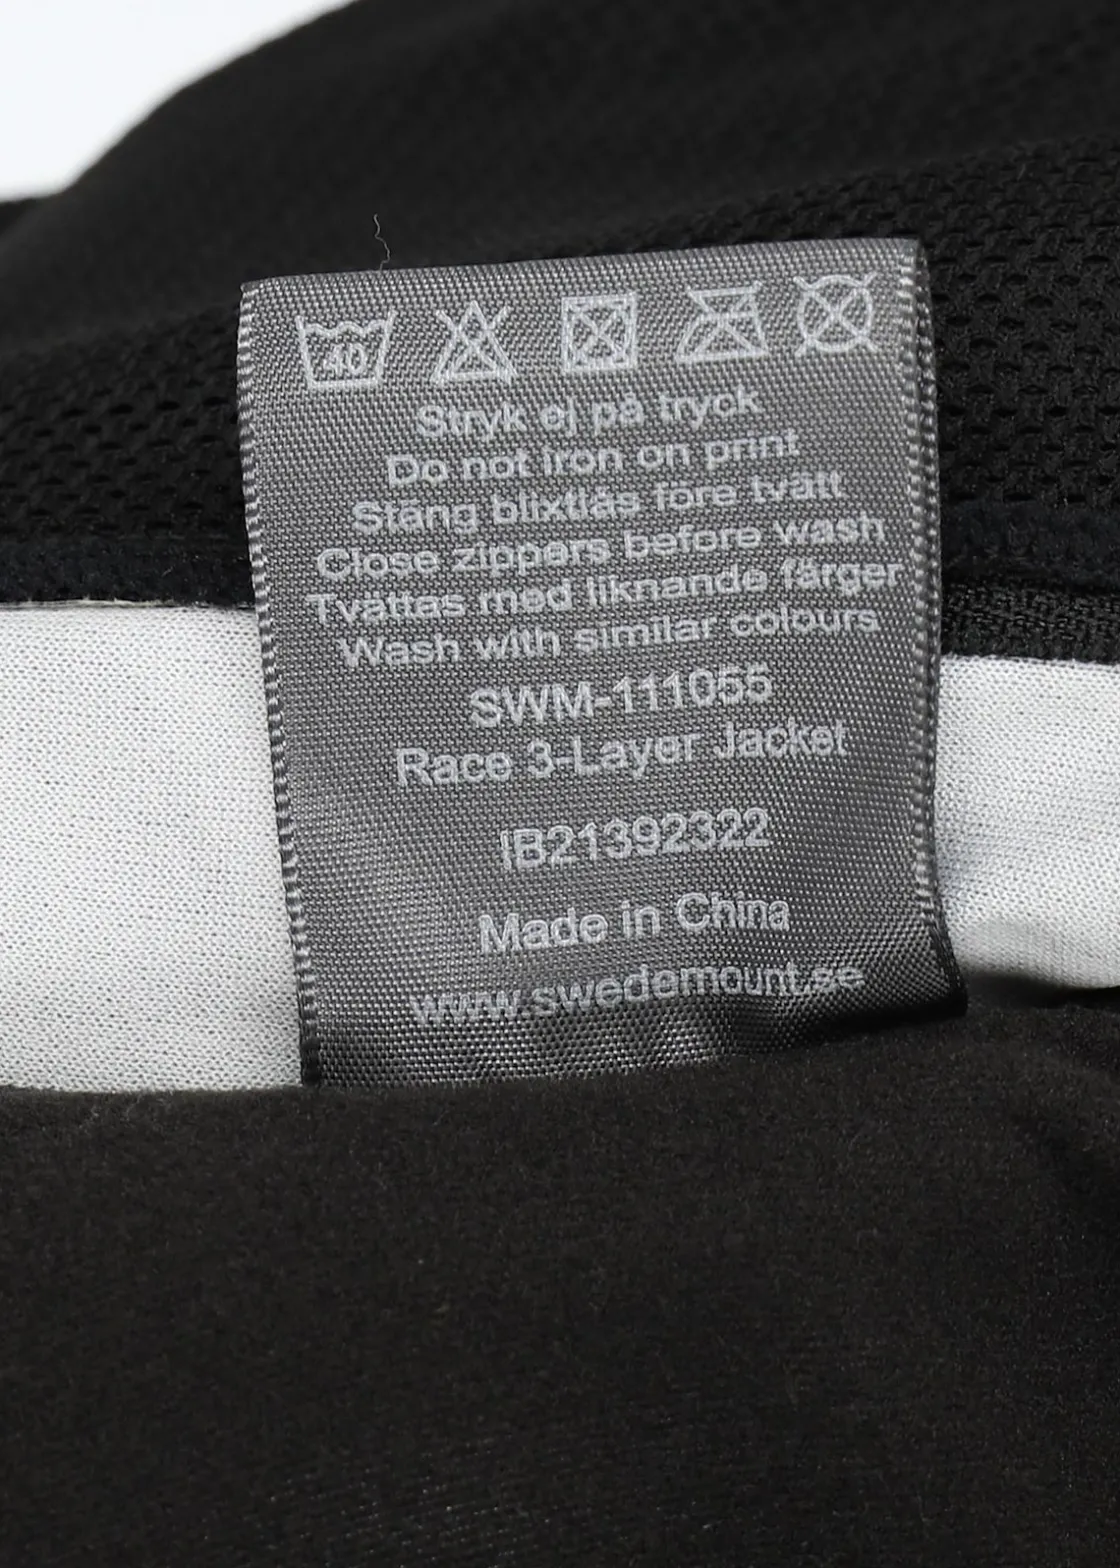 40
Stryk ej på tryck
Do not iron on print
Stäng blixtlås före tvätt
Close zippers before wash
Tvättas med liknande färger
Wash with similar colours
SWM-111055
Race 3-Layer Jacket
IB21392322
Made in China
www.swedemount.se